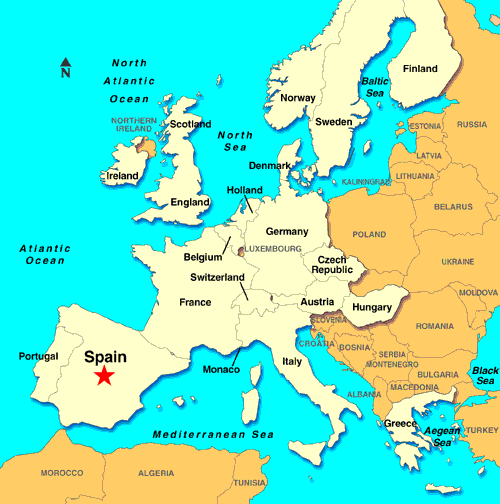 North
Atlantic
Ocean
N
Norway
Finland
Baltic
Sea
Sweden
NORTHERN
IRELAND
Scotland
North
Sea
ESTONIA
RUSSIA
LATVIA
LITHUANIA
KALININGRAD
Ireland
Denmark
Holland
England
BELARUS
Atlantic
Ocean
Germany
POLAND
LUXEMBOURG
Belgium
Switzerland
Czech
Republic
UKRAINE
France
Austria
Hungary
MOLDOVA
SLOVENIA
ROMANIA
CROATIA
BOSNIA
SERBIA
MONTENEGRO
Portugal
Spain
Monaco
Italy
BULGARIA
Black
Sea
MACEDONIA
ALBANIA
Greece
Aegean
Sea
TURKEY
Mediterranean Sea
MOROCCO
ALGERIA
TUNISIA